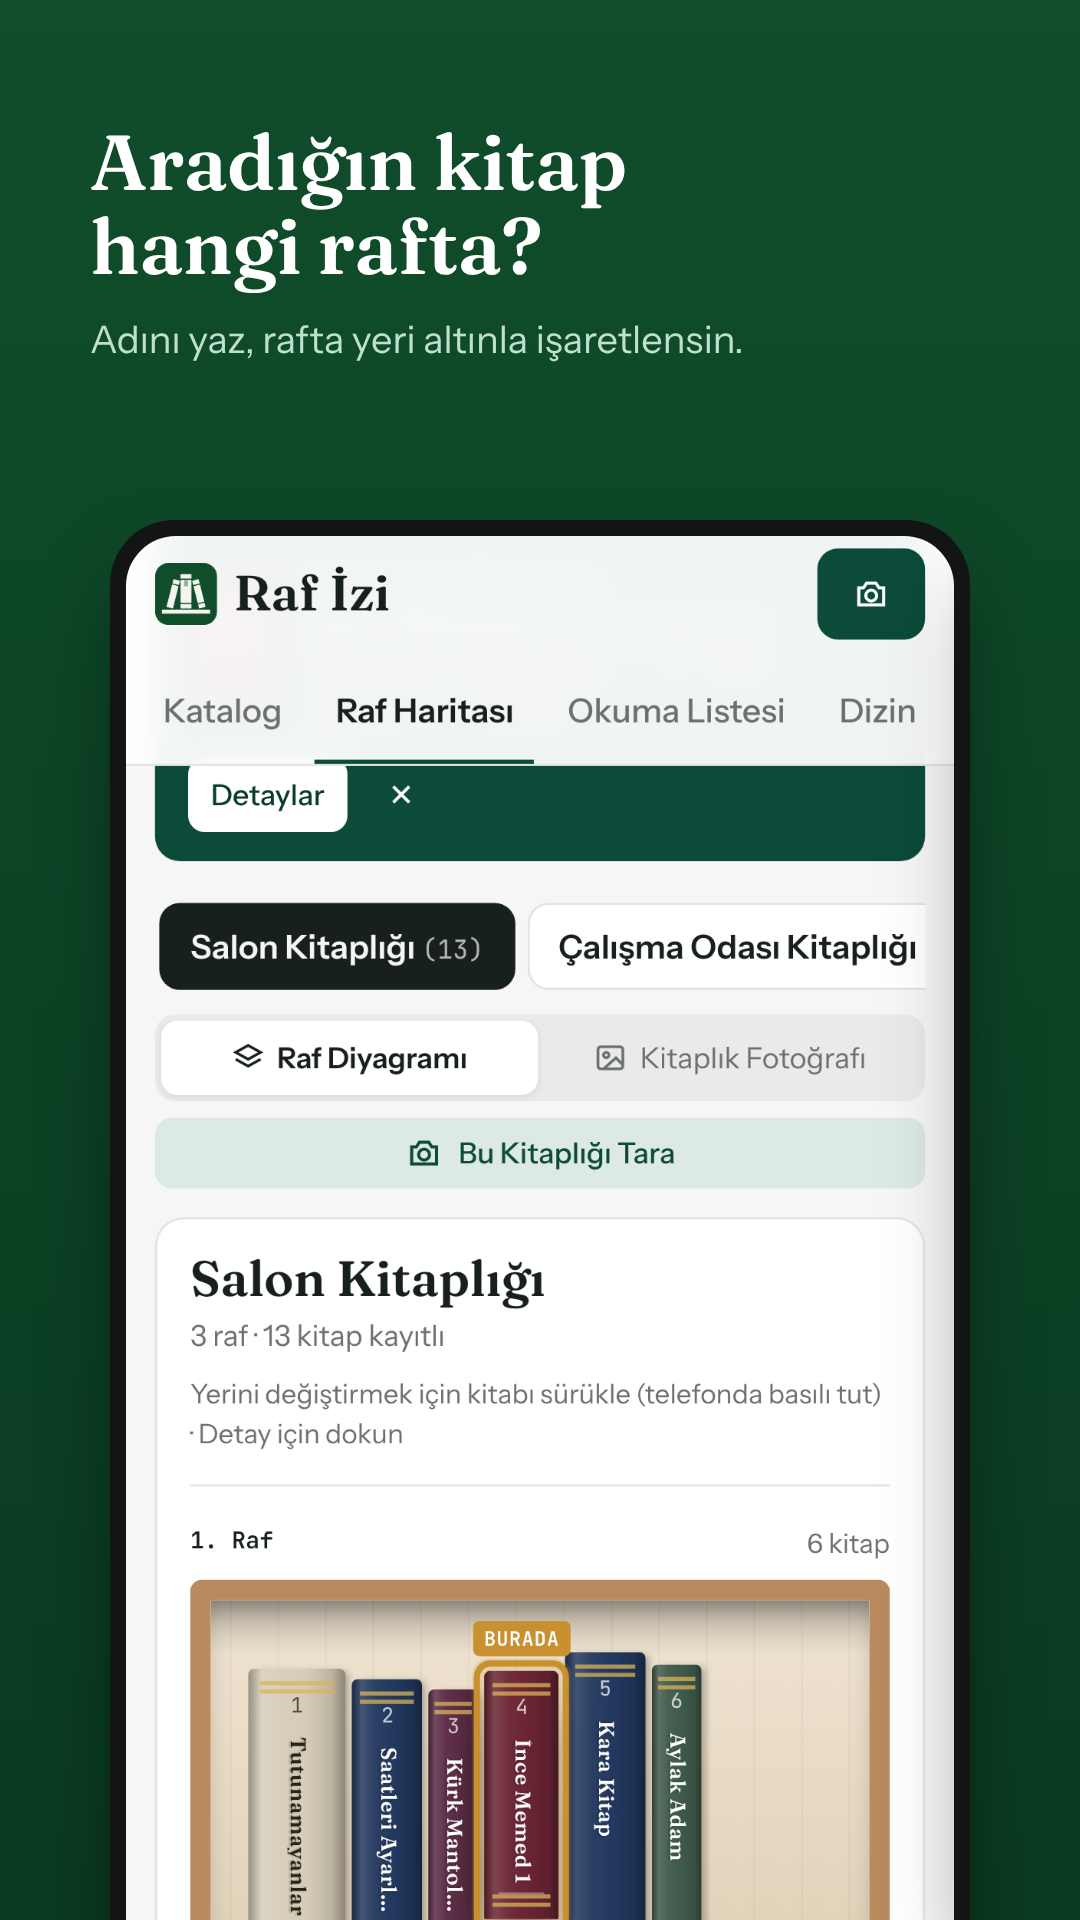 Aradığın kitap
hangi rafta?
Adını yaz, rafta yeri altınla işaretlensin.
Raf İzi
Katalog Raf Haritası Okuma Listesi Dizin
Detaylar ×
Salon Kitaplığı (13) Çalışma Odası Kitaplığı
Raf Diyagramı Kitaplık Fotoğrafı
Bu Kitaplığı Tara
Salon Kitaplığı
3 raf · 13 kitap kayıtlı
Yerini değiştirmek için kitabı sürükle (telefonda basılı tut)
· Detay için dokun
1. Raf 6 kitap
BURADA
1 Tutunamayanlar
2 Saatleri Ayarl...
3 Kürk Mantol...
4 İnce Memed 1
5 Kara Kitap
6 Aylak Adam